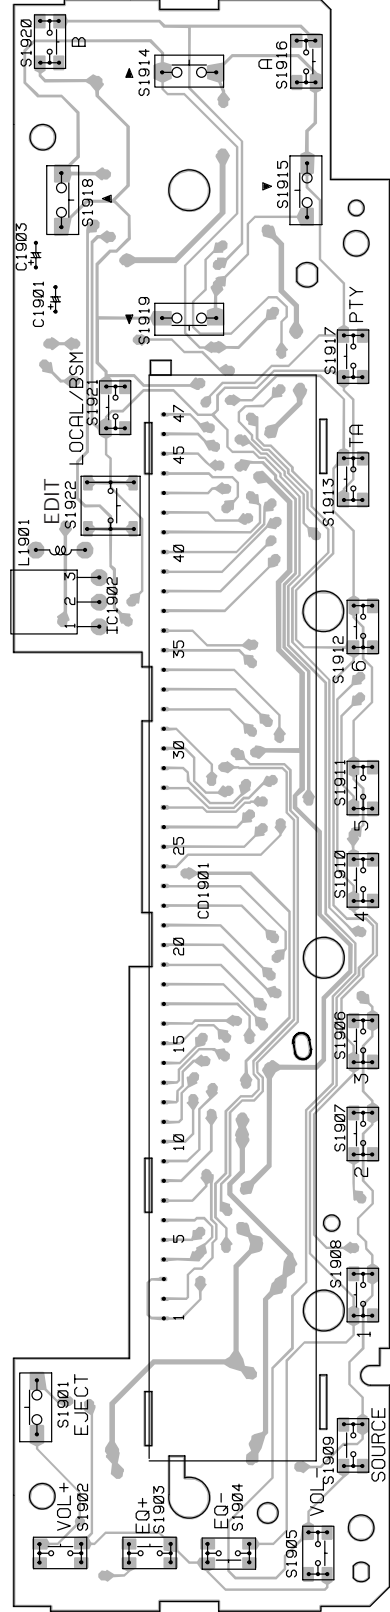 S1920
B
S1914
A
S1916
S1918
S1915
C1903
C1901
S1919
PTY
S1917
LOCAL/BSM
S1921
47
TA
45
S1913
EDIT
S1922
L1901
40
3
2
1
IC1902
35
S1912
6
30
S1911
5
25
CD1901
S1910
4
20
15
S1906
3
10
S1907
2
5
S1908
1
1
S1901
EJECT
SOURCE
S1909
VOL+
S1902
EQ+
S1903
EQ-
S1904
VOL-
S1905